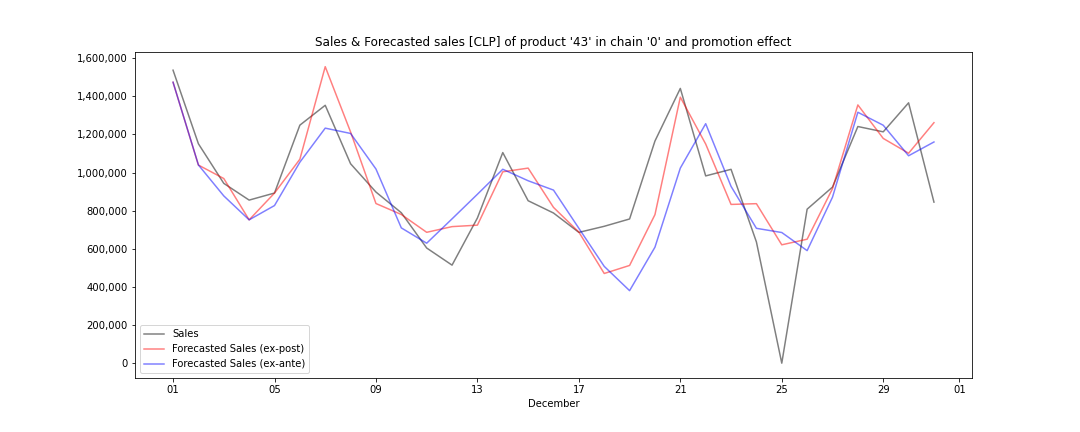 Sales & Forecasted sales [CLP] of product '43' in chain '0' and promotion effect
1,600,000
1,400,000
1,200,000
1,000,000
800,000
600,000
400,000
200,000
0
Sales
Forecasted Sales (ex-post)
Forecasted Sales (ex-ante)
01 05 09 13 17 21 25 29 01
December